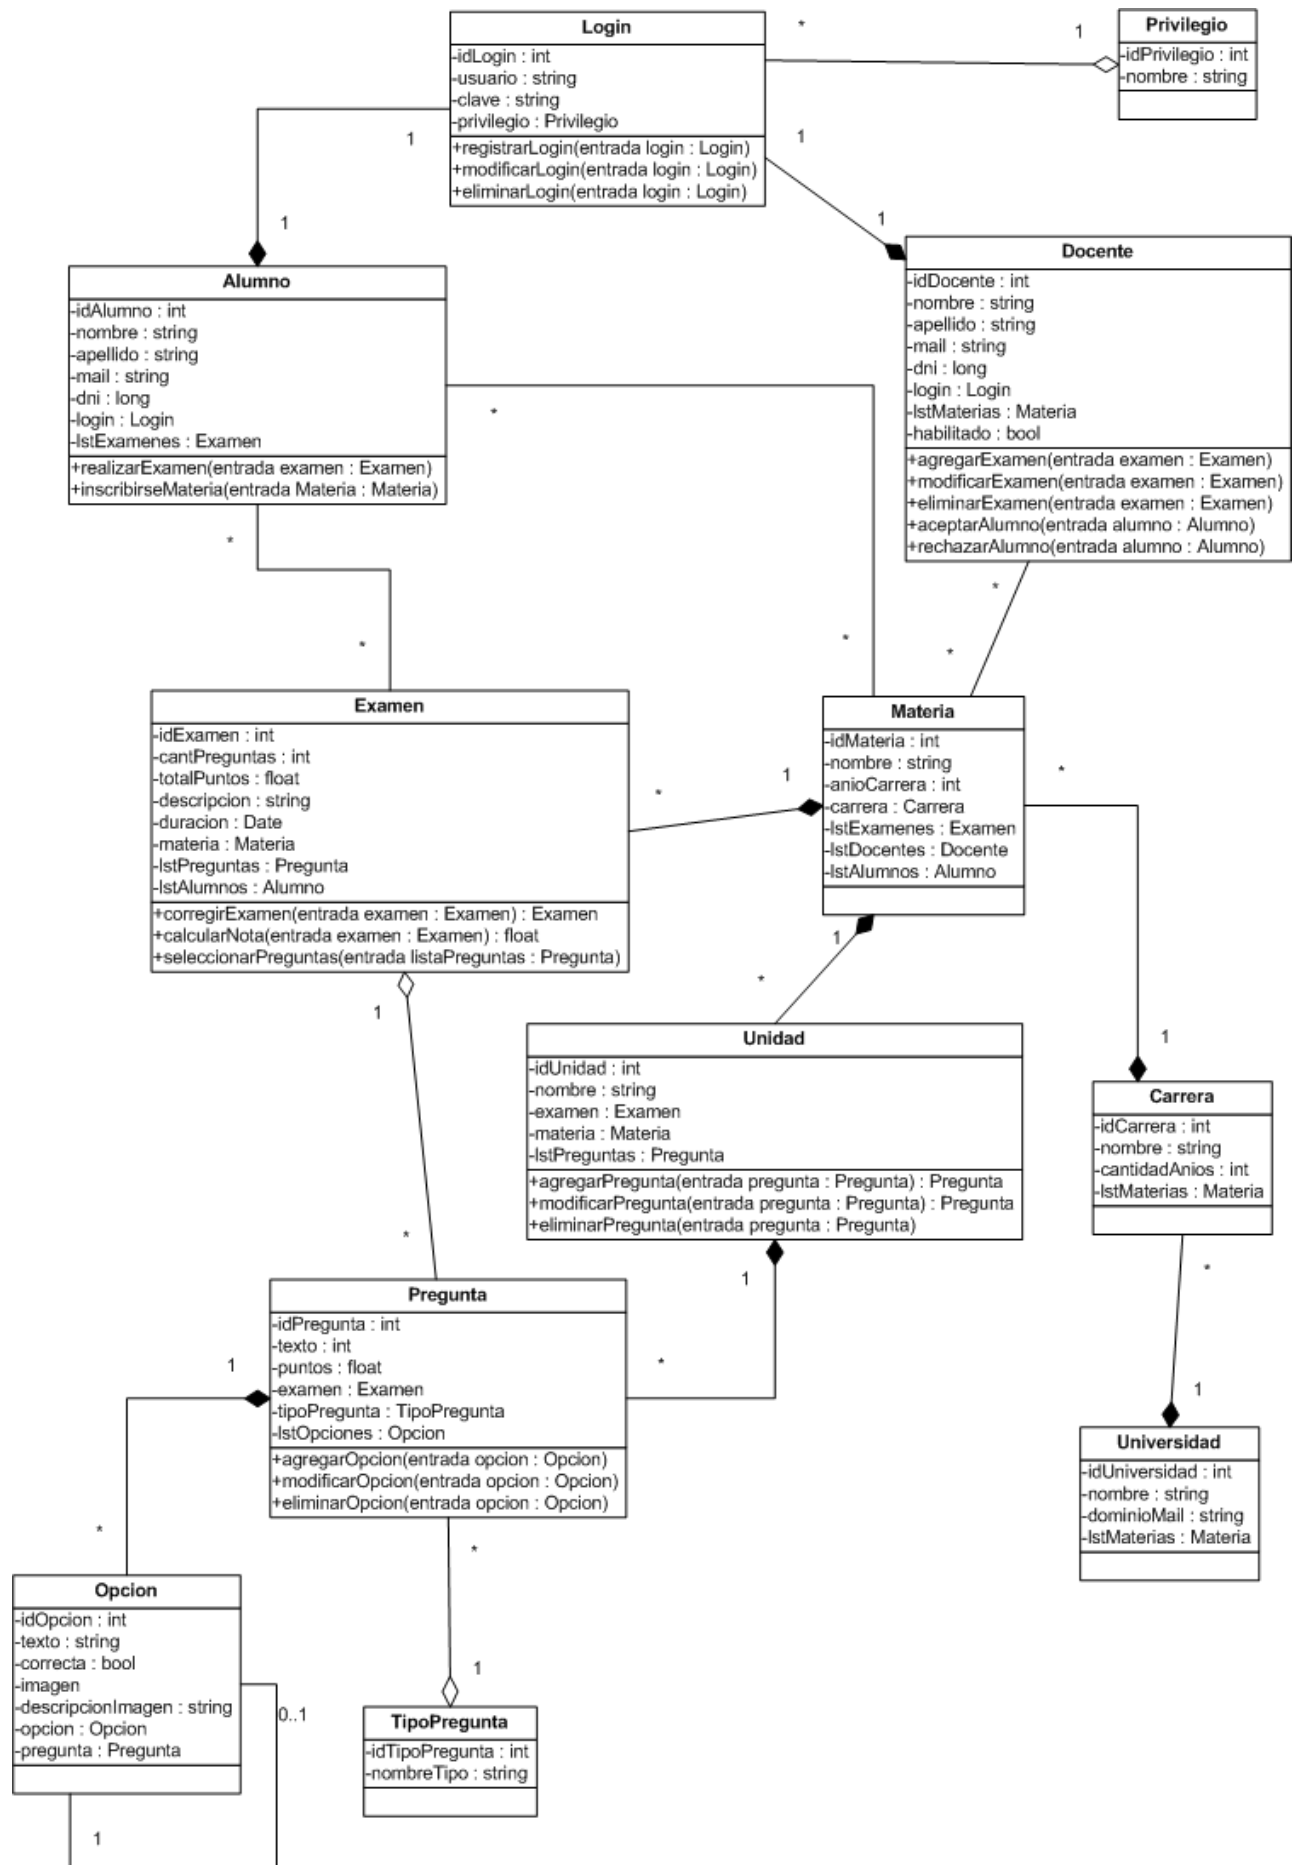 Login
-idLogin : int
-usuario : string
-clave : string
-privilegio : Privilegio
+registrarLogin(entrada login : Login)
+modificarLogin(entrada login : Login)
+eliminarLogin(entrada login : Login)
*
1
Privilegio
-idPrivilegio : int
-nombre : string
1
1
1
1
Alumno
-idAlumno : int
-nombre : string
-apellido : string
-mail : string
-dni : long
-login : Login
-lstExamenes : Examen
+realizarExamen(entrada examen : Examen)
+inscribirseMateria(entrada Materia : Materia)
Docente
-idDocente : int
-nombre : string
-apellido : string
-mail : string
-dni : long
-login : Login
-lstMaterias : Materia
-habilitado : bool
+agregarExamen(entrada examen : Examen)
+modificarExamen(entrada examen : Examen)
+eliminarExamen(entrada examen : Examen)
+aceptarAlumno(entrada alumno : Alumno)
+rechazarAlumno(entrada alumno : Alumno)
*
*
*
*
*
*
Examen
-idExamen : int
-cantPreguntas : int
-totalPuntos : float
-descripcion : string
-duracion : Date
-materia : Materia
-lstPreguntas : Pregunta
-lstAlumnos : Alumno
+corregirExamen(entrada examen : Examen) : Examen
+calcularNota(entrada examen : Examen) : float
+seleccionarPreguntas(entrada listaPreguntas : Pregunta)
*
1
Materia
-idMateria : int
-nombre : string
-anioCarrera : int
-carrera : Carrera
-lstExamenes : Examen
-lstDocentes : Docente
-lstAlumnos : Alumno
*
1
1
*
1
*
Unidad
-idUnidad : int
-nombre : string
-examen : Examen
-materia : Materia
-lstPreguntas : Pregunta
+agregarPregunta(entrada pregunta : Pregunta) : Pregunta
+modificarPregunta(entrada pregunta : Pregunta) : Pregunta
+eliminarPregunta(entrada pregunta : Pregunta)
Carrera
-idCarrera : int
-nombre : string
-cantidadAnios : int
-lstMaterias : Materia
1
*
*
1
Pregunta
-idPregunta : int
-texto : int
-puntos : float
-examen : Examen
-tipoPregunta : TipoPregunta
-lstOpciones : Opcion
+agregarOpcion(entrada opcion : Opcion)
+modificarOpcion(entrada opcion : Opcion)
+eliminarOpcion(entrada opcion : Opcion)
1
*
Universidad
-idUniversidad : int
-nombre : string
-dominioMail : string
-lstMaterias : Materia
*
1
Opcion
-idOpcion : int
-texto : string
-correcta : bool
-imagen
-descripcionImagen : string
-opcion : Opcion
-pregunta : Pregunta
0..1
1
TipoPregunta
-idTipoPregunta : int
-nombreTipo : string